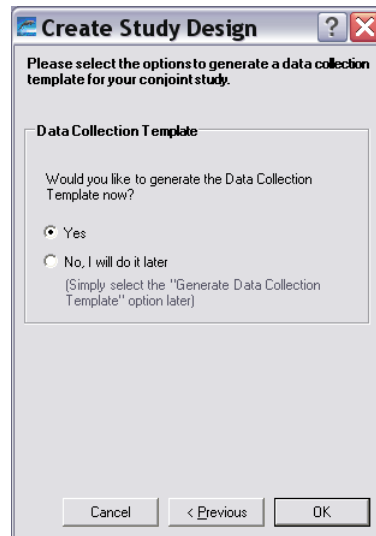 Create Study Design
Please select the options to generate a data collection
template for your conjoint study.
Data Collection Template
Would you like to generate the Data Collection
Template now?
Yes
No, I will do it later
(Simply select the "Generate Data Collection
Template" option later)
Cancel
< Previous
OK